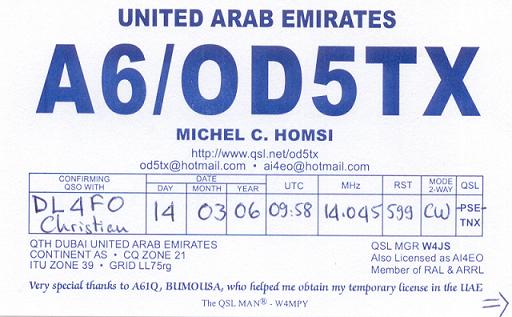 UNITED ARAB EMIRATES
A6/OD5TX
MICHEL C. HOMSI
http://www.qsl.net/od5tx
od5tx@hotmail.com • ai4eo@hotmail.com
CONFIRMING QSO WITH DATE DAY MONTH YEAR UTC MHz RST MODE 2-WAY QSL
DL4FO Christian 14 03 06 09:58 14.045 599 CW PSE TNX
QTH DUBAI UNITED ARAB EMIRATES
CONTINENT AS • CQ ZONE 21
ITU ZONE 39 • GRID LL75rg
QSL MGR W4JS
Also Licensed as AI4EO
Member of RAL & ARRL
Very special thanks to A61Q, BUMOUSA, who helped me obtain my temporary license in the UAE
The QSL MAN® - W4MPY